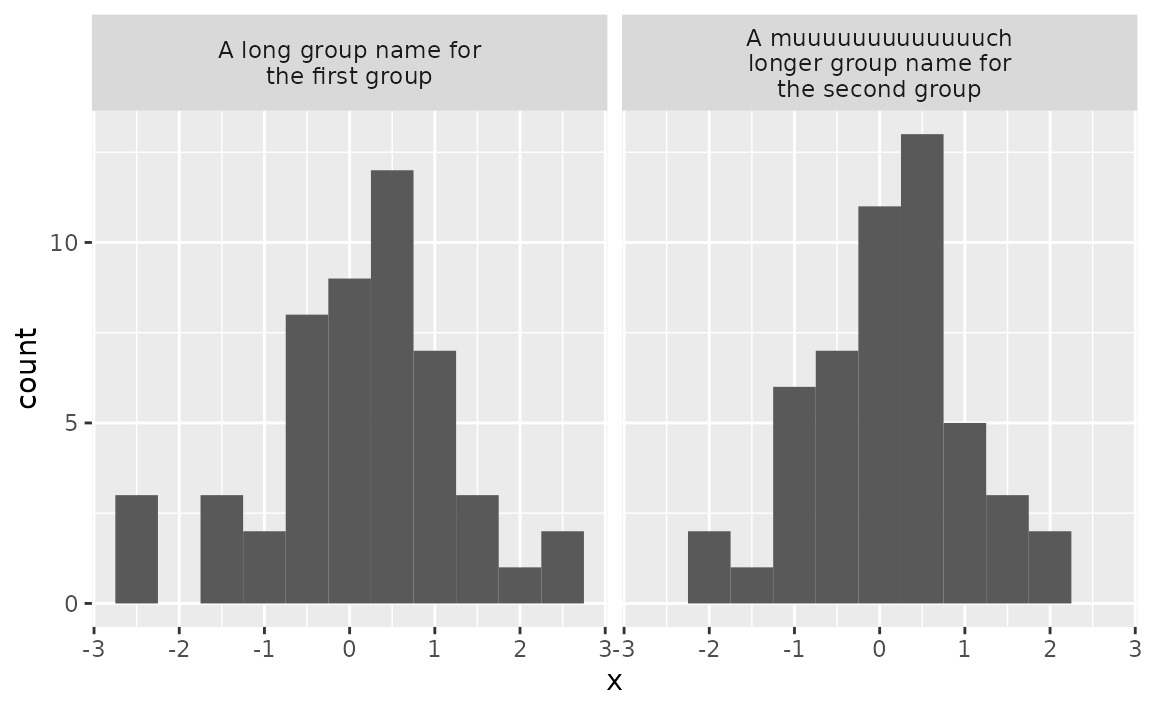 A long group name for
the first group
A muuuuuuuuuuuuuch
longer group name for
the second group
10
5
0
count
-3 -2 -1 0 1 2 3
-3 -2 -1 0 1 2 3
x